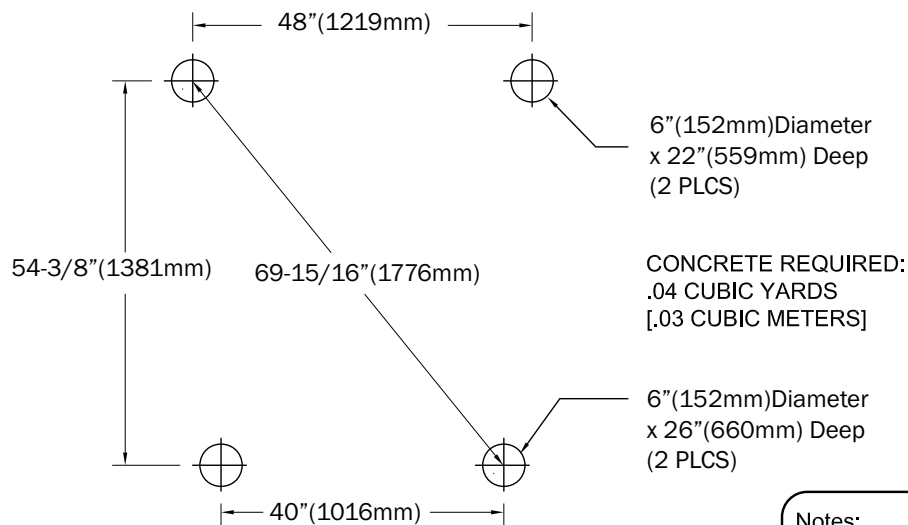 48”(1219mm)
6”(152mm)Diameter
x 22”(559mm) Deep
(2 PLCS)
54-3/8”(1381mm)
69-15/16”(1776mm)
CONCRETE REQUIRED:
.04 CUBIC YARDS
[.03 CUBIC METERS]
6”(152mm)Diameter
x 26”(660mm) Deep
(2 PLCS)
40”(1016mm)
Notes: